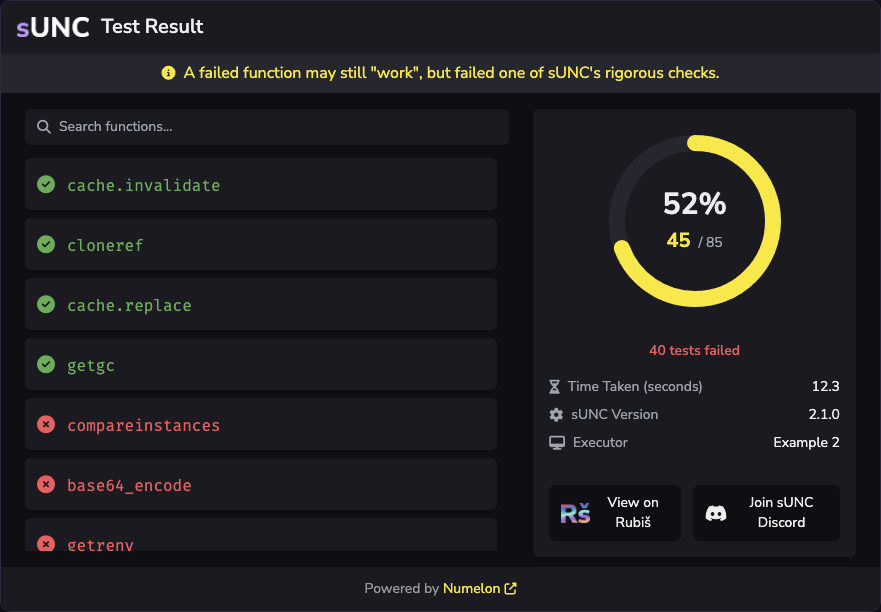 sUNC Test Result
A failed function may still "work", but failed one of sUNC's rigorous checks.
Search functions...
cache.invalidate
cloneref
cache.replace
getgc
compareinstances
base64_encode
getrenv
52%
45 / 85
40 tests failed
Time Taken (seconds) 12.3
sUNC Version 2.1.0
Executor Example 2
Rš View on
Rubiš
Join sUNC
Discord
Powered by Numelon